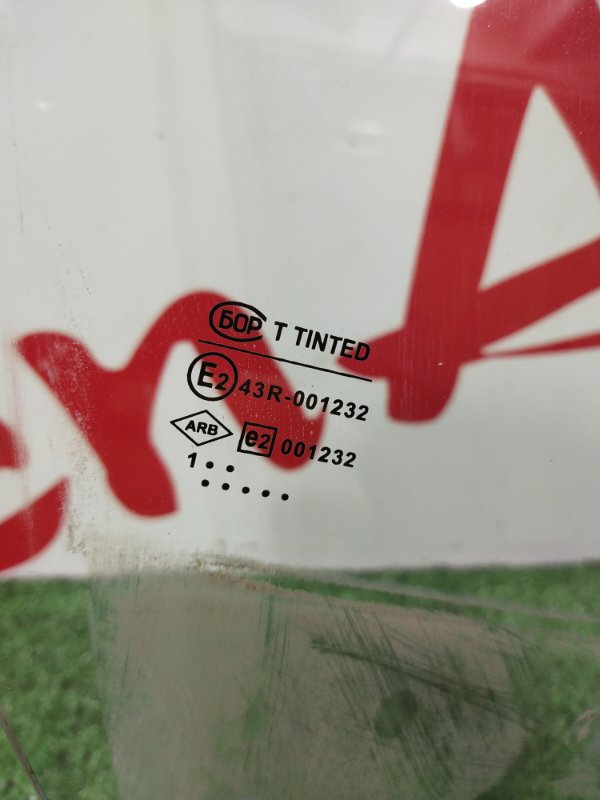 БОР T TINTED
E2 43R-001232
ARB e2 001232
1 • •
• • • • •